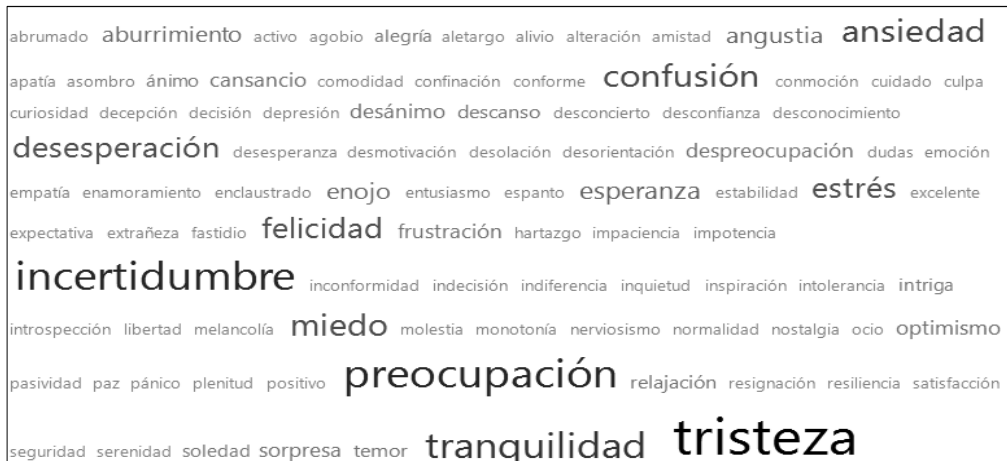 abrumado aburrimiento activo agobio alegría aletargo alivio alteración amistad angustia ansiedad
apatía asombro ánimo cansancio comodidad confinación conforme confusión conmoción cuidado culpa
curiosidad decepción decisión depresión desánimo descanso desconcierto desconfianza desconocimiento
desesperación desesperanza desmotivación desolación desorientación despreocupación dudas emoción
empatía enamoramiento enclaustrado enojo entusiasmo espanto esperanza estabilidad estrés excelente
expectativa extrañeza fastidio felicidad frustración hartazgo impaciencia impotencia
incertidumbre inconformidad indecisión indiferencia inquietud inspiración intolerancia intriga
introspección libertad melancolía miedo molestia monotonía nerviosismo normalidad nostalgia ocio optimismo
pasividad paz pánico plenitud positivo preocupación relajación resignación resiliencia satisfacción
seguridad serenidad soledad sorpresa temor tranquilidad tristeza